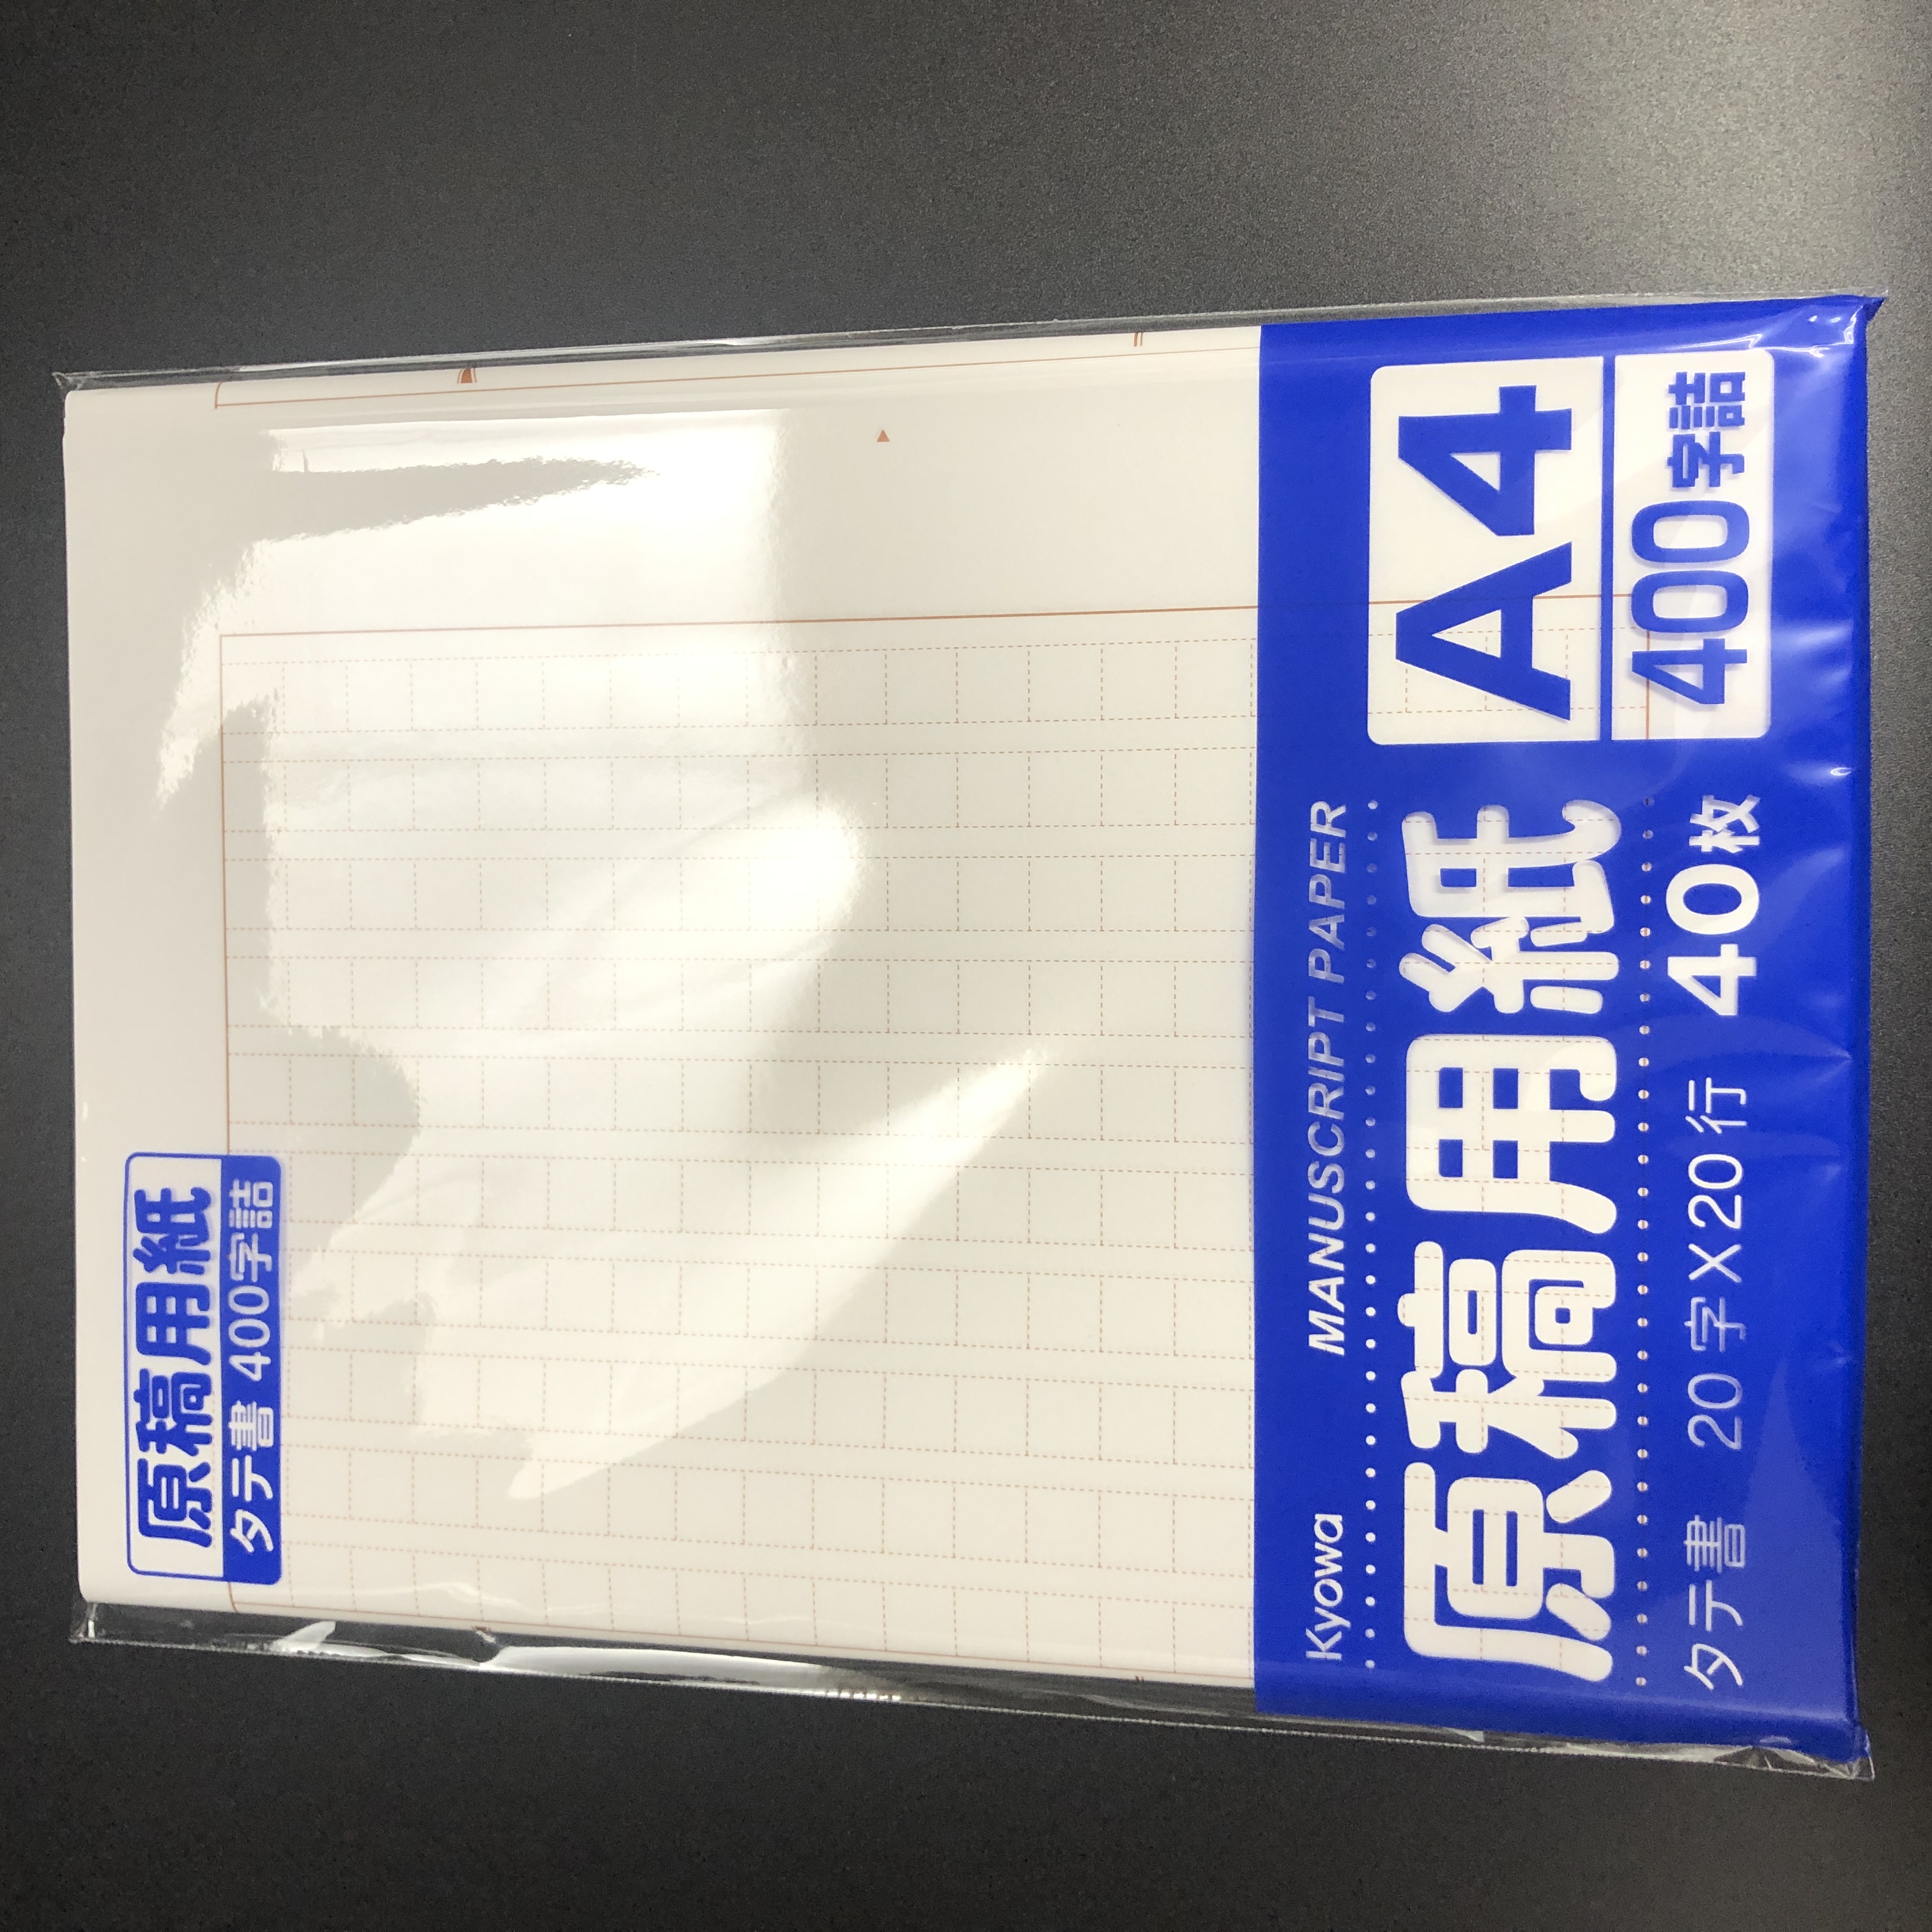 原稿用紙
タテ書 400字詰
Kyowa MANUSCRIPT PAPER
原稿用紙
タテ書 20字X20行 40枚
A4
400字詰